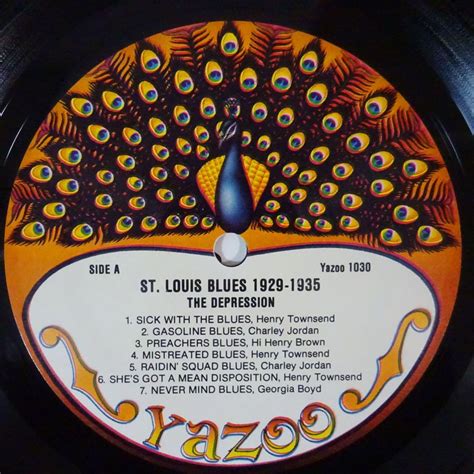 SIDE A
Yazoo 1030
ST. LOUIS BLUES 1929-1935
THE DEPRESSION
1. SICK WITH THE BLUES, Henry Townsend
2. GASOLINE BLUES, Charley Jordan
3. PREACHERS BLUES, Hi Henry Brown
4. MISTREATED BLUES, Henry Townsend
5. RAIDIN' SQUAD BLUES, Charley Jordan
6. SHE'S GOT A MEAN DISPOSITION, Henry Townsend
7. NEVER MIND BLUES, Georgia Boyd
Yazoo